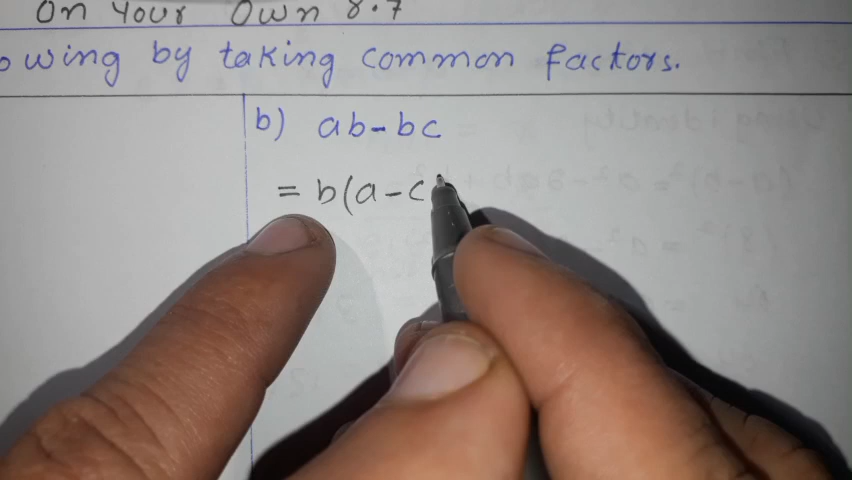 On Your Own 8.7
owing by taking common factors.
b) ab-bc
= b(a-c